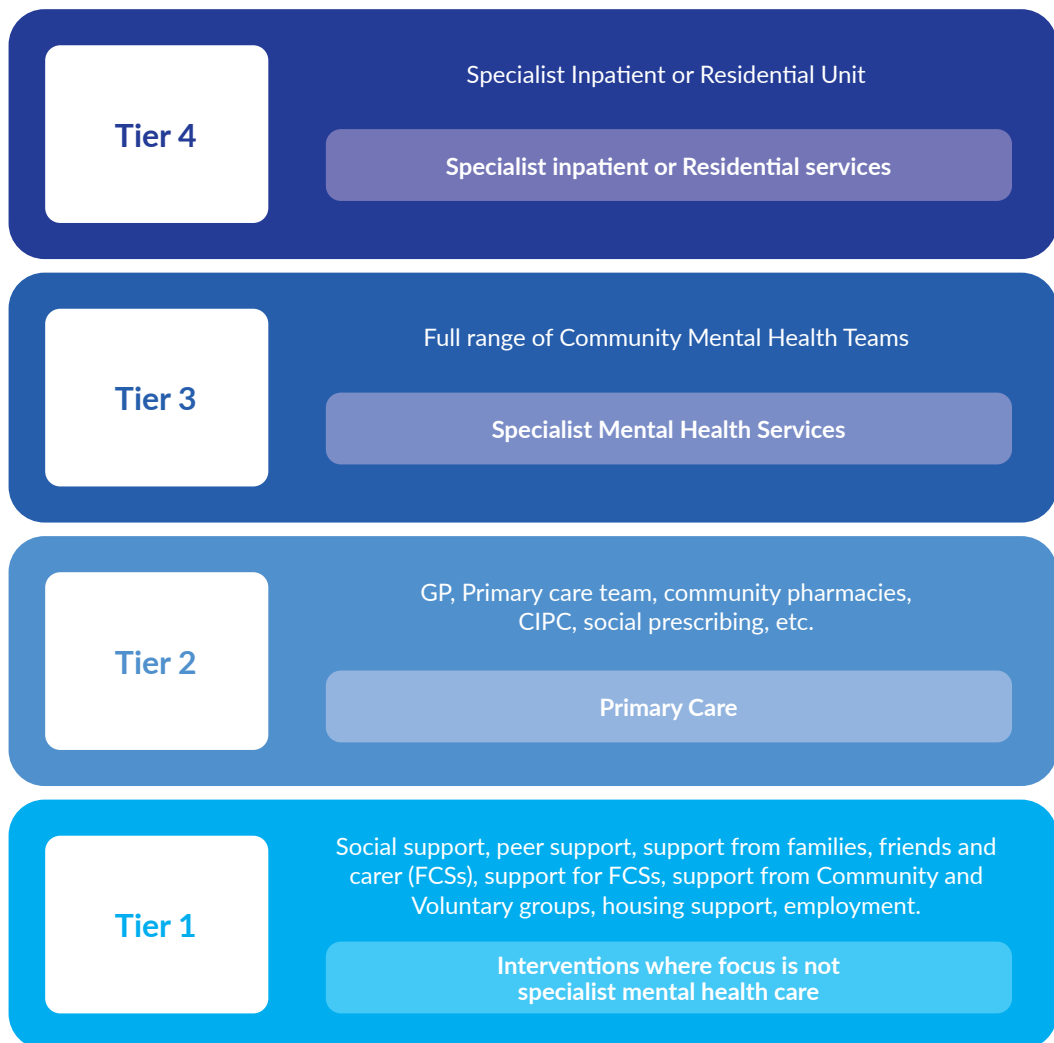 Tier 4
Specialist Inpatient or Residential Unit
Specialist inpatient or Residential services
Tier 3
Full range of Community Mental Health Teams
Specialist Mental Health Services
Tier 2
GP, Primary care team, community pharmacies,
CIPC, social prescribing, etc.
Primary Care
Tier 1
Social support, peer support, support from families, friends and
carer (FCSs), support for FCSs, support from Community and
Voluntary groups, housing support, employment.
Interventions where focus is not
specialist mental health care